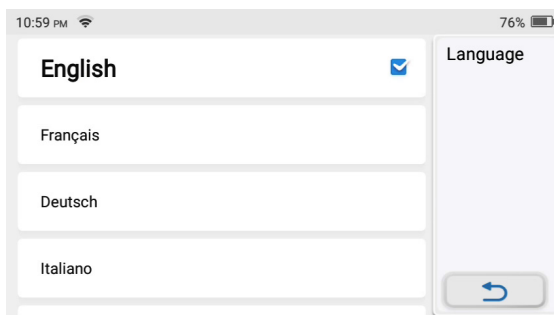 10:59 PM
76%
English
Language
Français
Deutsch
Italiano